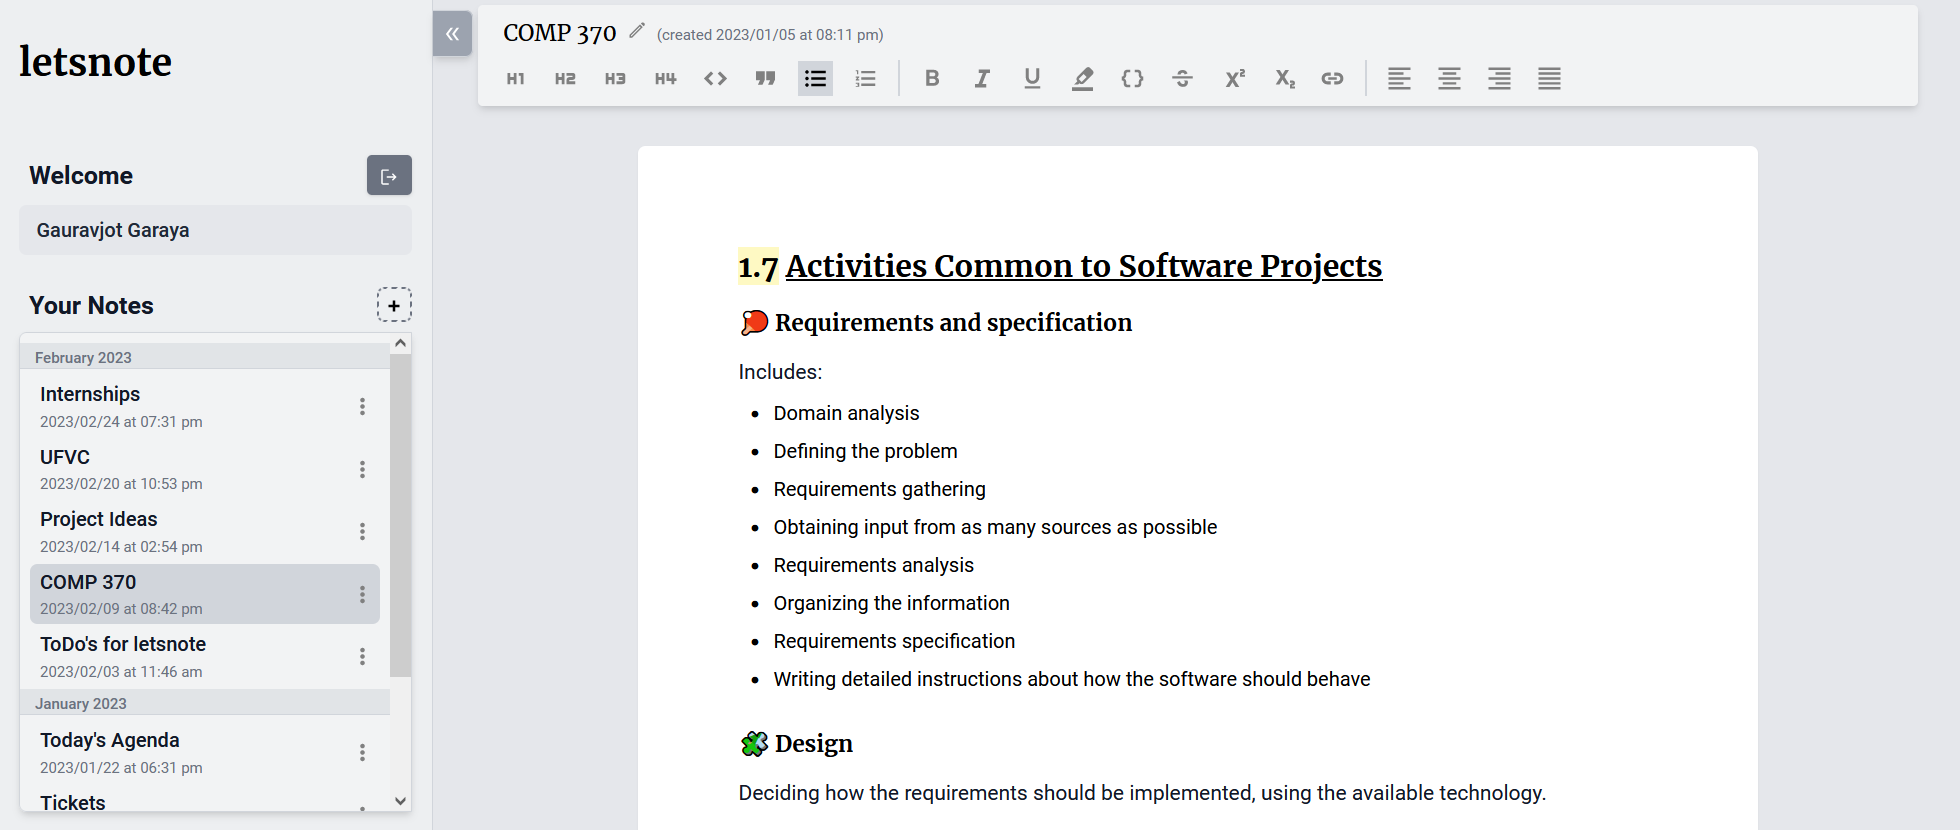 letsnote
Welcome
Gauravjot Garaya
Your Notes
+
February 2023
Internships
2023/02/24 at 07:31 pm
UFVC
2023/02/20 at 10:53 pm
Project Ideas
2023/02/14 at 02:54 pm
COMP 370
2023/02/09 at 08:42 pm
ToDo's for letsnote
2023/02/03 at 11:46 am
January 2023
Today's Agenda
2023/01/22 at 06:31 pm
Tickets
«
COMP 370 (created 2023/01/05 at 08:11 pm)
H1 H2 H3 H4 <> B I U {} S X² X₂
1.7 Activities Common to Software Projects
Requirements and specification
Includes:
• Domain analysis
• Defining the problem
• Requirements gathering
• Obtaining input from as many sources as possible
• Requirements analysis
• Organizing the information
• Requirements specification
• Writing detailed instructions about how the software should behave
Design
Deciding how the requirements should be implemented, using the available technology.